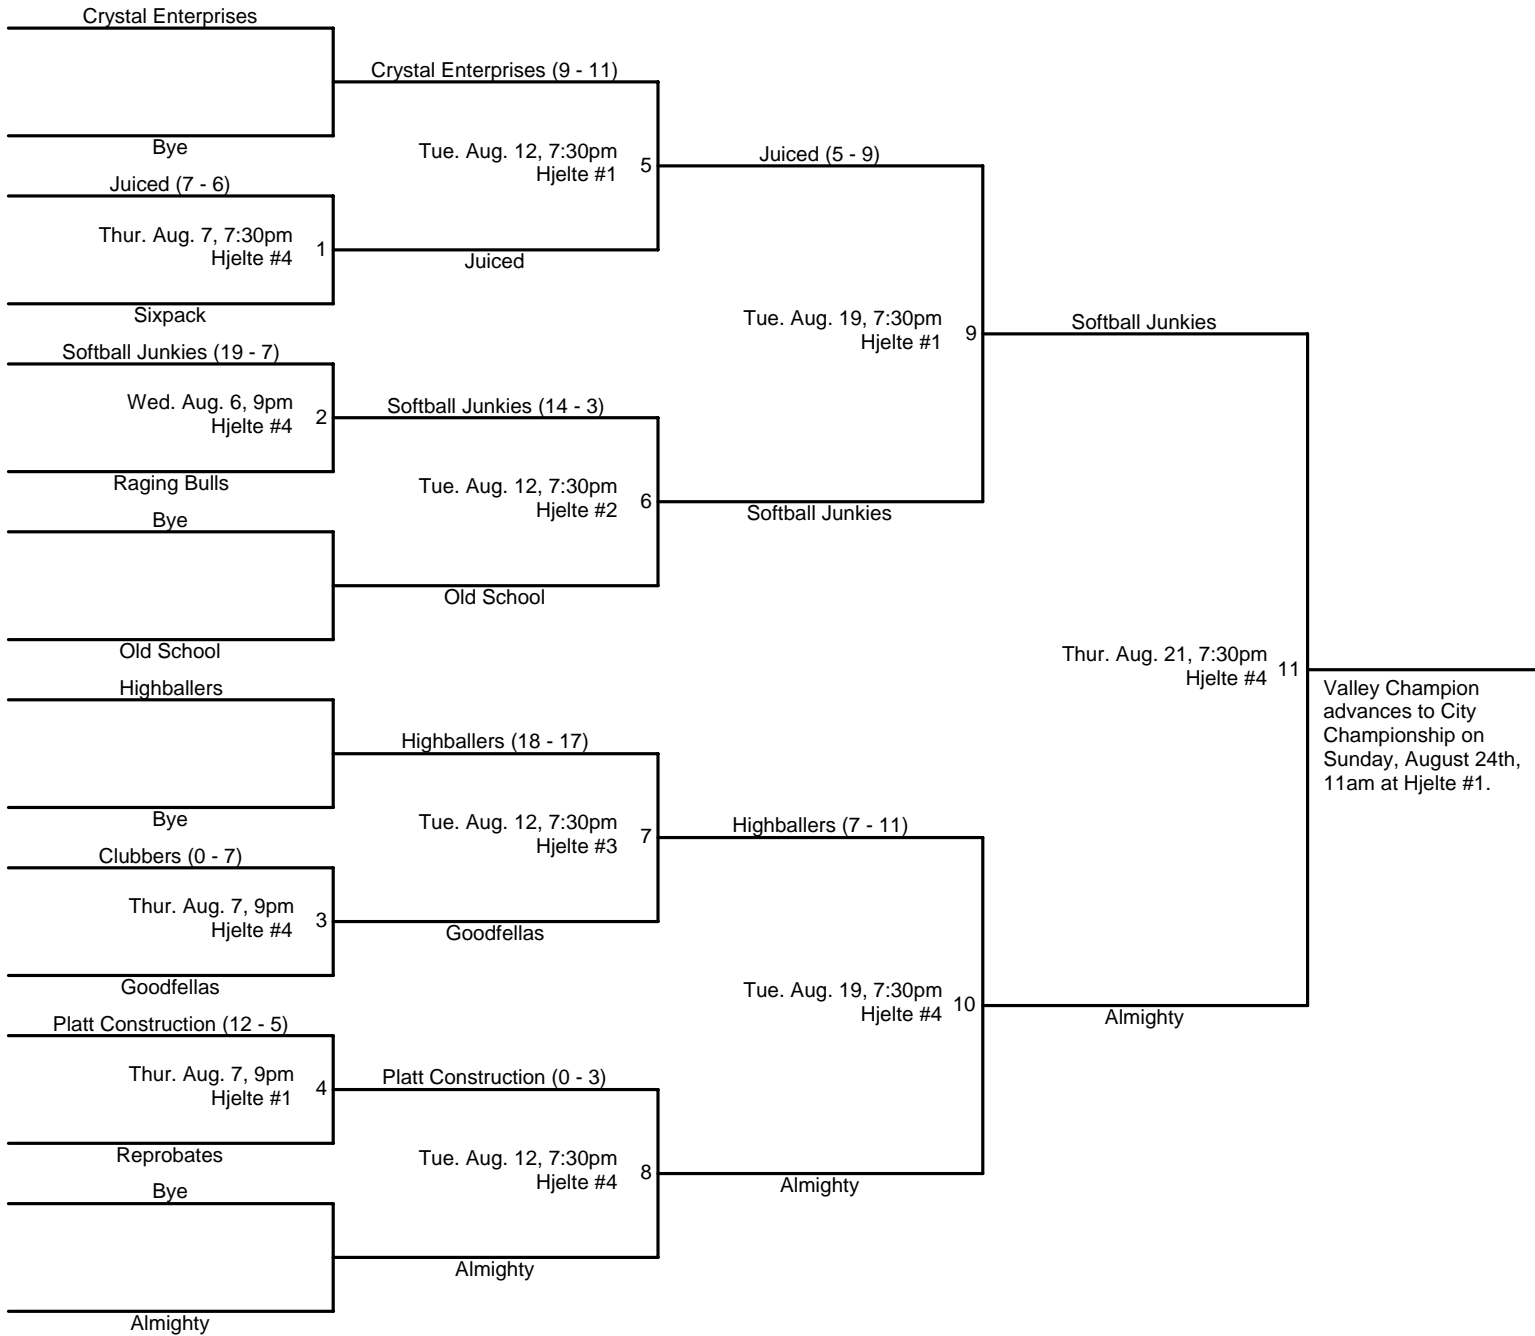 Crystal Enterprises
Bye
Juiced (7 - 6)
Thur. Aug. 7, 7:30pm
Hjelte #4
1
Sixpack
Softball Junkies (19 - 7)
Wed. Aug. 6, 9pm
Hjelte #4
2
Raging Bulls
Bye
Old School
Highballers
Bye
Clubbers (0 - 7)
Thur. Aug. 7, 9pm
Hjelte #4
3
Goodfellas
Platt Construction (12 - 5)
Thur. Aug. 7, 9pm
Hjelte #1
4
Reprobates
Bye
Almighty
Crystal Enterprises (9 - 11)
Tue. Aug. 12, 7:30pm
Hjelte #1
5
Juiced
Softball Junkies (14 - 3)
Tue. Aug. 12, 7:30pm
Hjelte #2
6
Old School
Highballers (18 - 17)
Tue. Aug. 12, 7:30pm
Hjelte #3
7
Goodfellas
Platt Construction (0 - 3)
Tue. Aug. 12, 7:30pm
Hjelte #4
8
Almighty
Juiced (5 - 9)
Tue. Aug. 19, 7:30pm
Hjelte #1
9
Softball Junkies
Highballers (7 - 11)
Tue. Aug. 19, 7:30pm
Hjelte #4
10
Almighty
Softball Junkies
Thur. Aug. 21, 7:30pm
Hjelte #4
11
Almighty
Valley Champion
advances to City
Championship on
Sunday, August 24th,
11am at Hjelte #1.